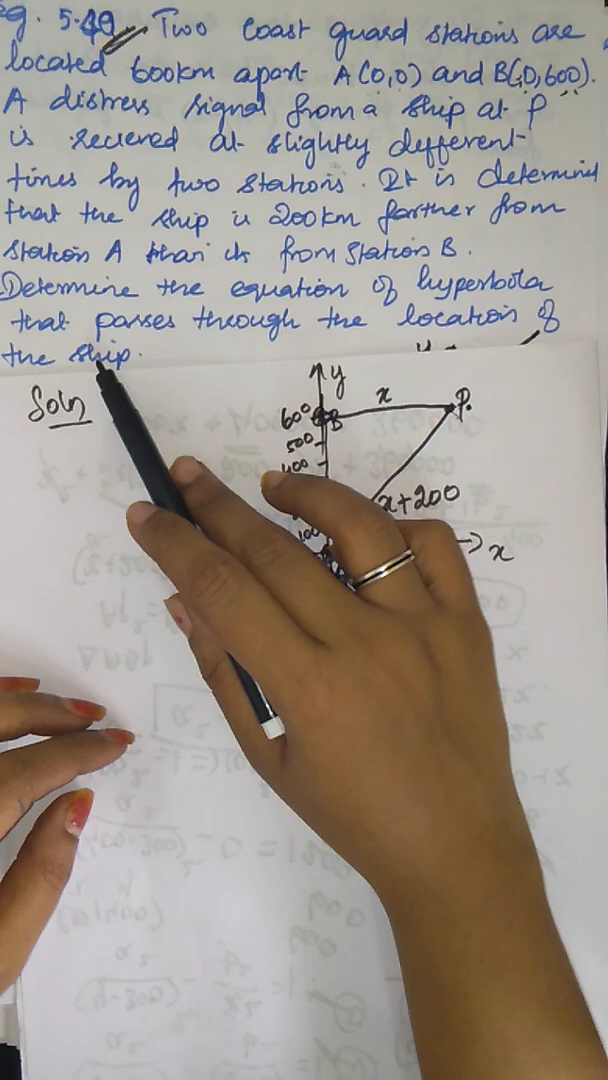 eg. 5.40 Two coast guard stations are
located 600km apart A(0,0) and B(0,600).
A distress signal from a ship at P
is recieved at slightly defferent
times by two stations. It is determined
that the ship is 200km farther from
station A than is from station B.
Determine the equation of hyperbola
that passes through the location of
the ship.
Soln
y
x
P.
600
B
500
400
x+200
100
x